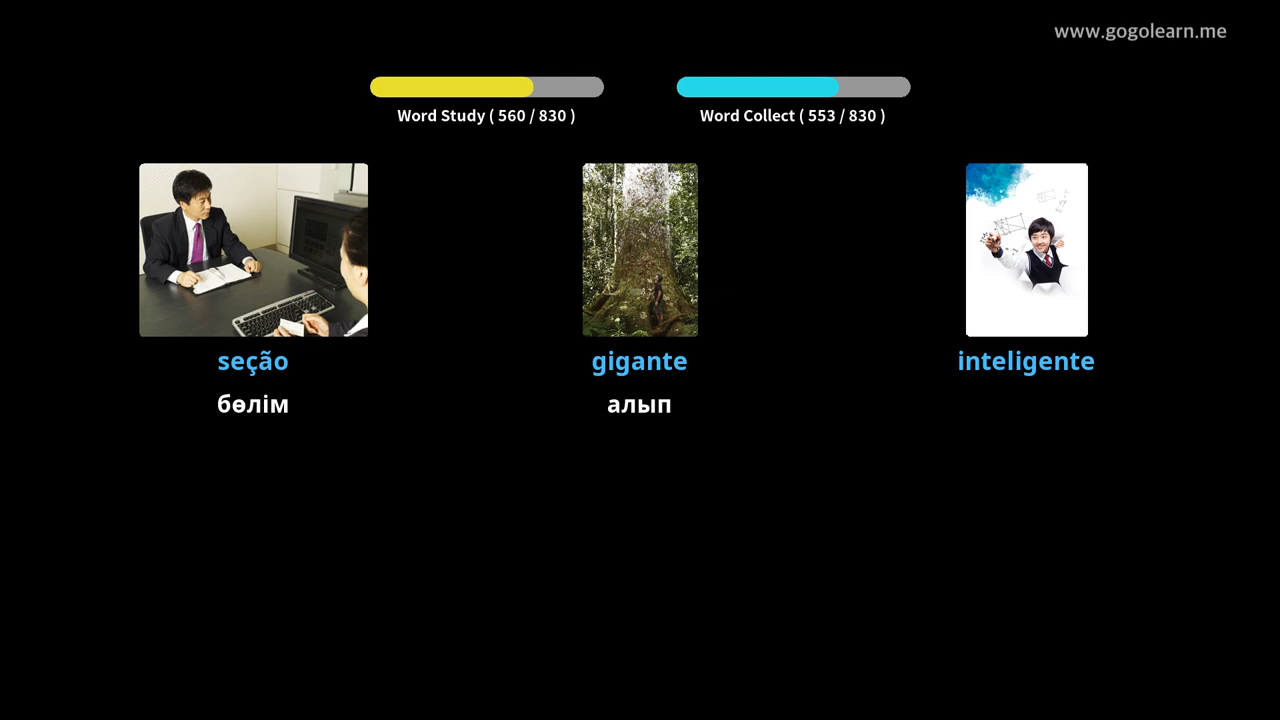 www.gogolearn.me
Word Study ( 560 / 830 )
Word Collect ( 553 / 830 )
seção
gigante
inteligente
бөлім
алып